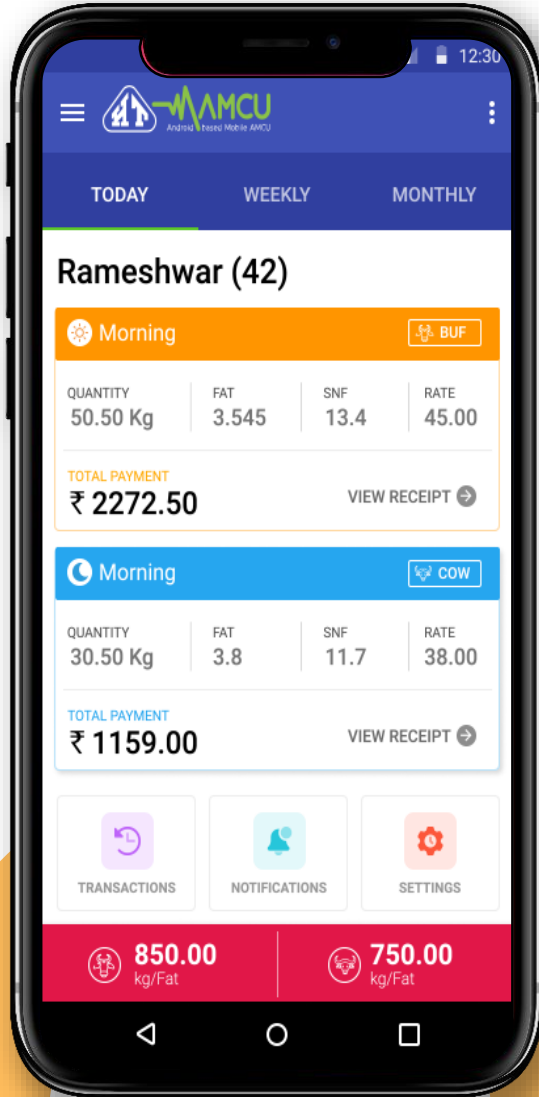 12:30
AMCU
Android based Mobile AMCU
TODAY WEEKLY MONTHLY
Rameshwar (42)
Morning BUF
QUANTITY FAT SNF RATE
50.50 Kg 3.545 13.4 45.00
TOTAL PAYMENT
₹ 2272.50 VIEW RECEIPT
Morning COW
QUANTITY FAT SNF RATE
30.50 Kg 3.8 11.7 38.00
TOTAL PAYMENT
₹ 1159.00 VIEW RECEIPT
TRANSACTIONS NOTIFICATIONS SETTINGS
850.00 750.00
kg/Fat kg/Fat